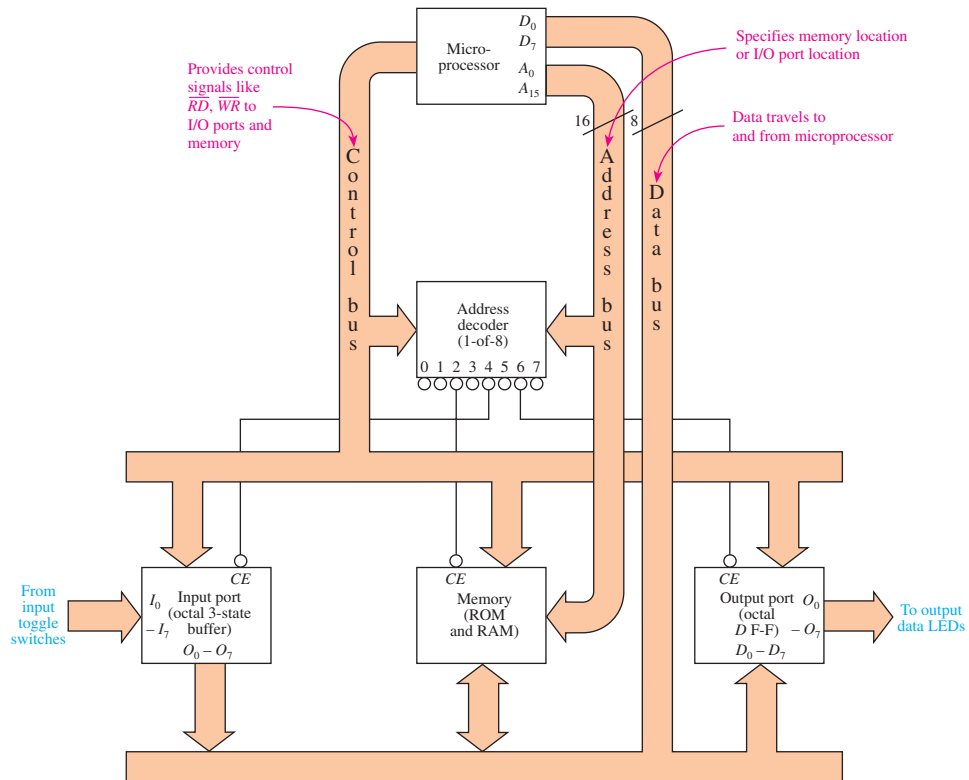 Micro-
processor
D0
D7
A0
A15
Specifies memory location
or I/O port location
Provides control
signals like
R̅D̅, W̅R̅ to
I/O ports and
memory
16
8
Data travels to
and from microprocessor
Control bus
Address bus
Data bus
Address
decoder
(1-of-8)
0 1 2 3 4 5 6 7
From
input
toggle
switches
CE
I0
– I7
Input port
(octal 3-state
buffer)
O0 – O7
CE
Memory
(ROM
and RAM)
CE
Output port
(octal
D F-F)
D0 – D7
O0
– O7
To output
data LEDs